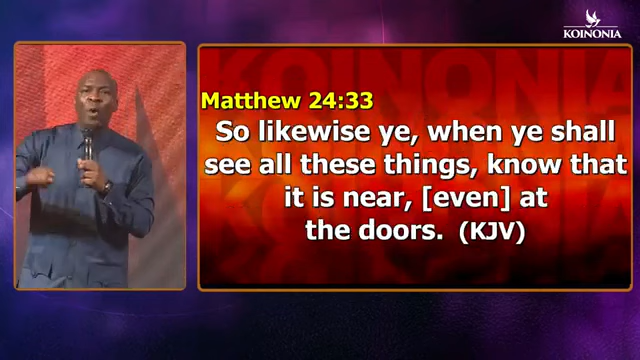 KOINONIA
KOINONIA
Matthew 24:33
So likewise ye, when ye shall
see all these things, know that
it is near, [even] at
the doors. (KJV)